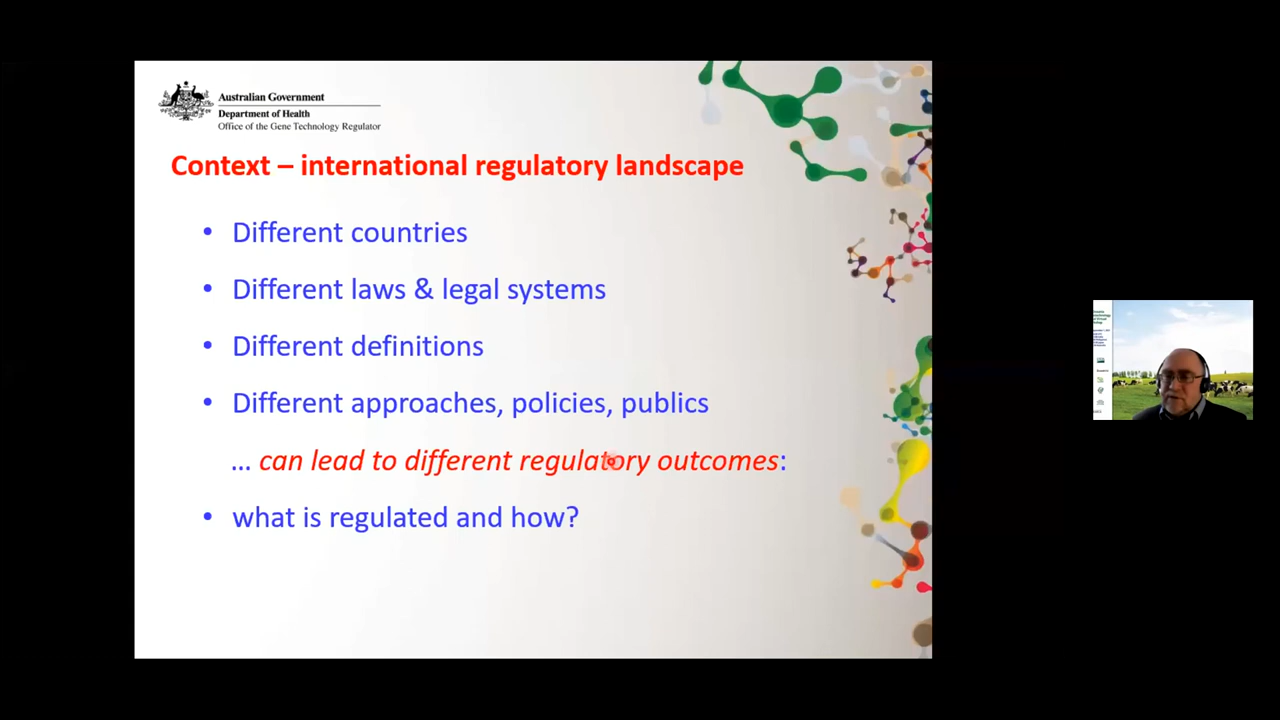 Australian Government
Department of Health
Office of the Gene Technology Regulator
Context – international regulatory landscape
• Different countries
• Different laws & legal systems
• Different definitions
• Different approaches, policies, publics
... can lead to different regulatory outcomes:
• what is regulated and how?